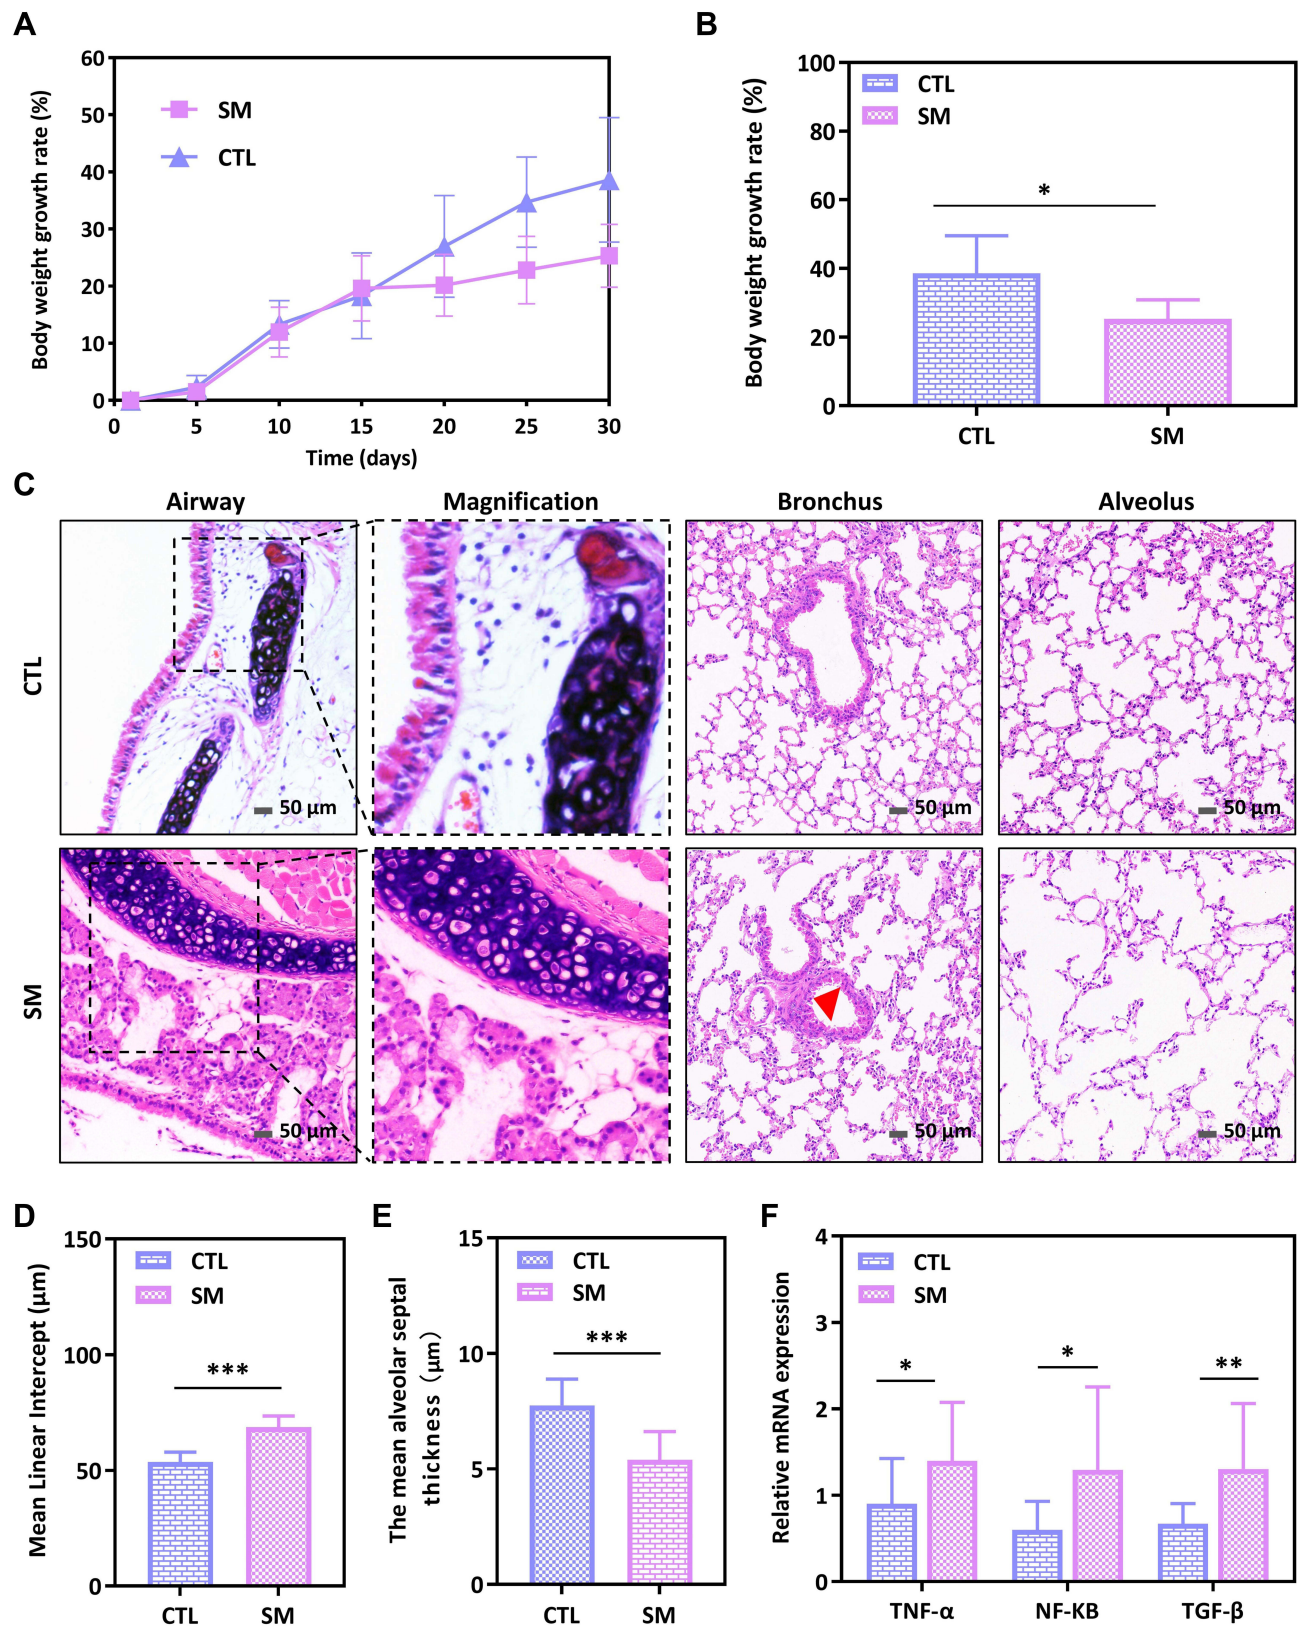 A
Body weight growth rate (%)
60
50
40
30
20
10
0
SM
CTL
0 5 10 15 20 25 30
Time (days)
B
Body weight growth rate (%)
100
80
60
40
20
0
CTL
SM
*
CTL SM
C
Airway Magnification Bronchus Alveolus
CTL
50 μm
50 μm
50 μm
SM
50 μm
50 μm
50 μm
D
Mean Linear Intercept (μm)
150
100
50
0
CTL
SM
***
CTL SM
E
The mean alveolar septal
thickness（μm）
15
10
5
0
CTL
SM
***
CTL SM
F
Relative mRNA expression
4
3
2
1
0
CTL
SM
* * **
TNF-α NF-KB TGF-β